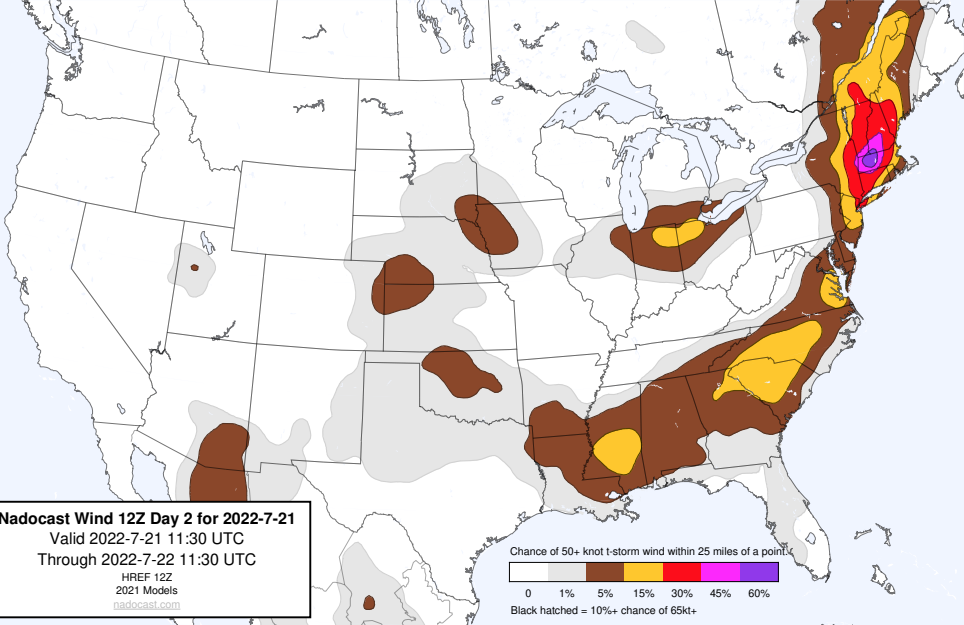 Nadocast Wind 12Z Day 2 for 2022-7-21
Valid 2022-7-21 11:30 UTC
Through 2022-7-22 11:30 UTC
HREF 12Z
2021 Models
nadocast.com
Chance of 50+ knot t-storm wind within 25 miles of a point.
0 1% 5% 15% 30% 45% 60%
Black hatched = 10%+ chance of 65kt+